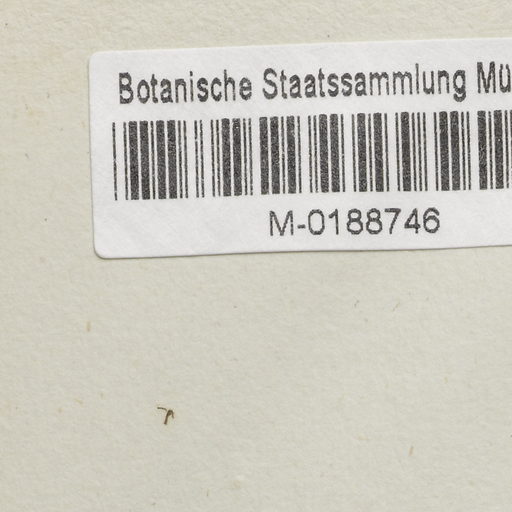 Botanische Staatssammlung Mü
M-0188746